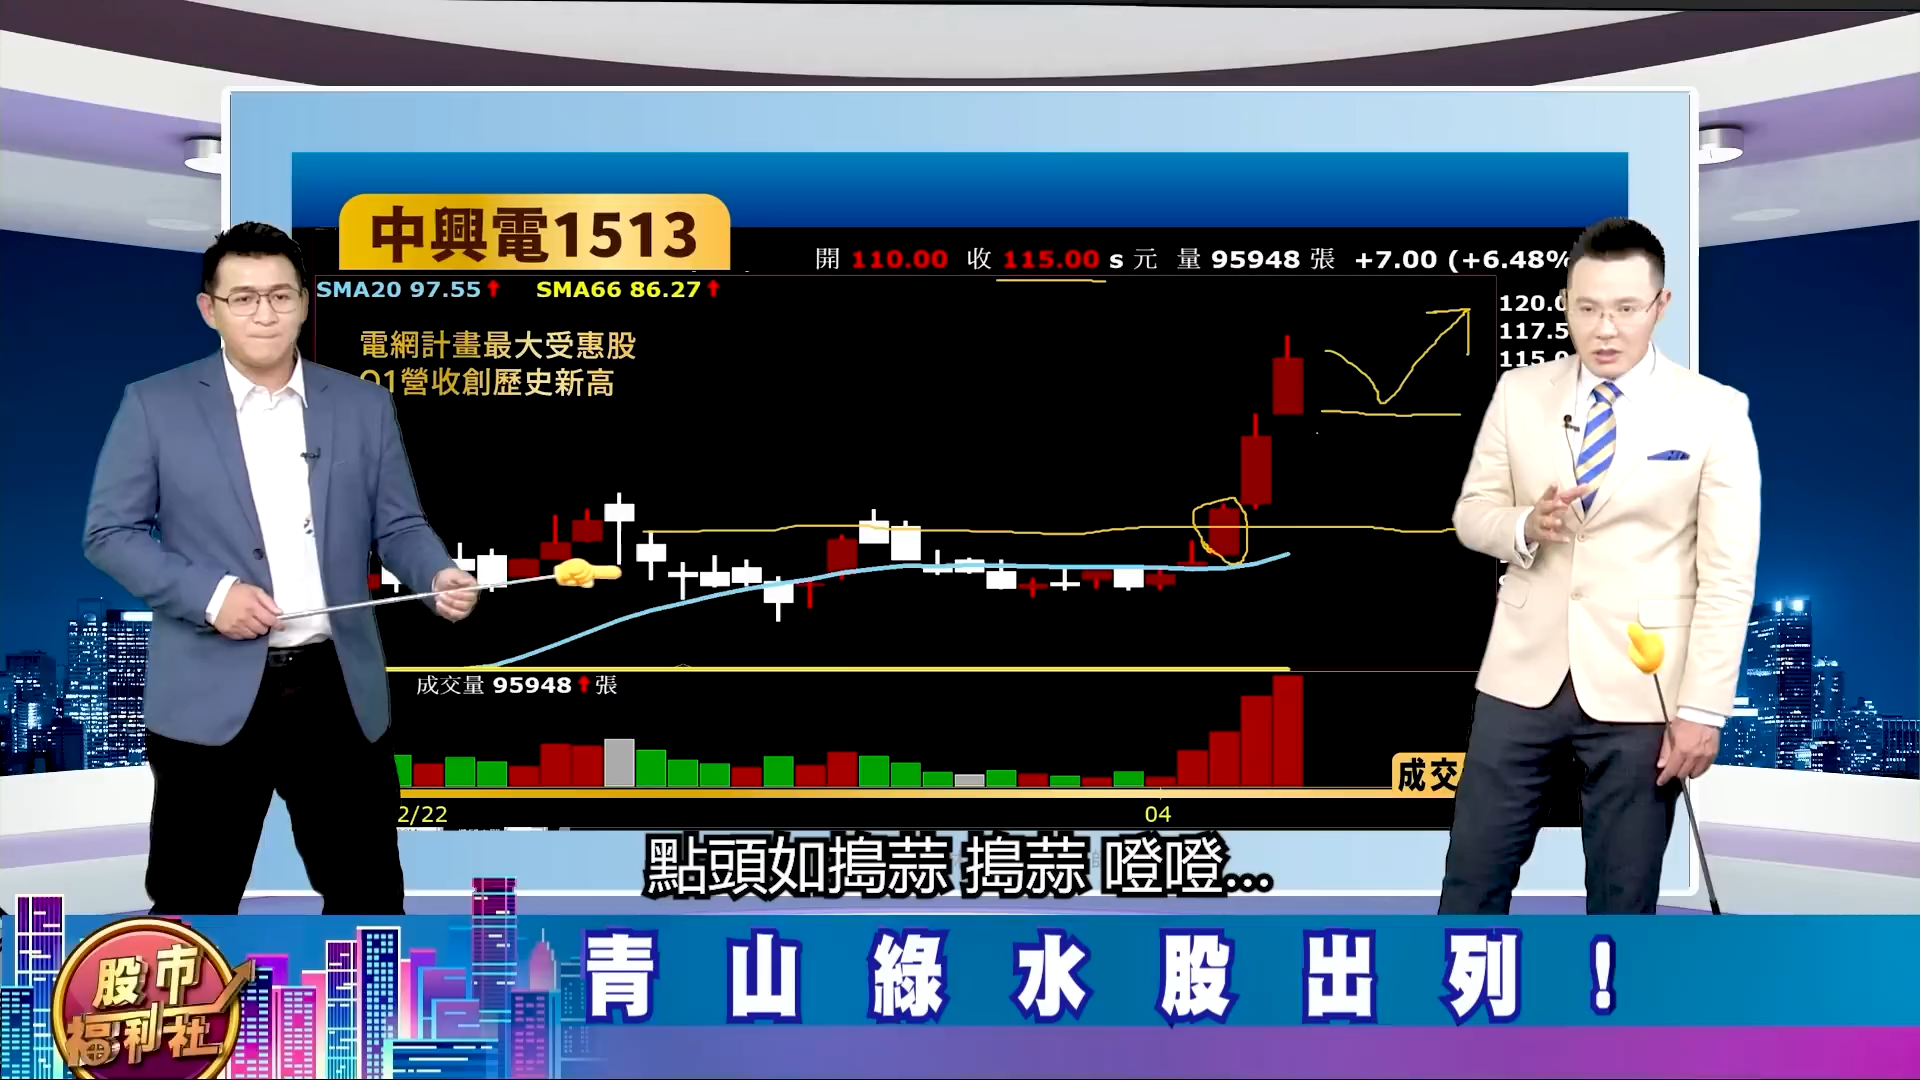 中興電1513
開 110.00 收 115.00 s 元 量 95948 張 +7.00 (+6.48%
SMA20 97.55↑ SMA66 86.27↑
120.0
117.5
115.0
電網計畫最大受惠股
Q1營收創歷史新高
成交量 95948↑張
成交
2/22
04
點頭如搗蒜 搗蒜 噔噔...
青山綠水股出列！
股市
福利社